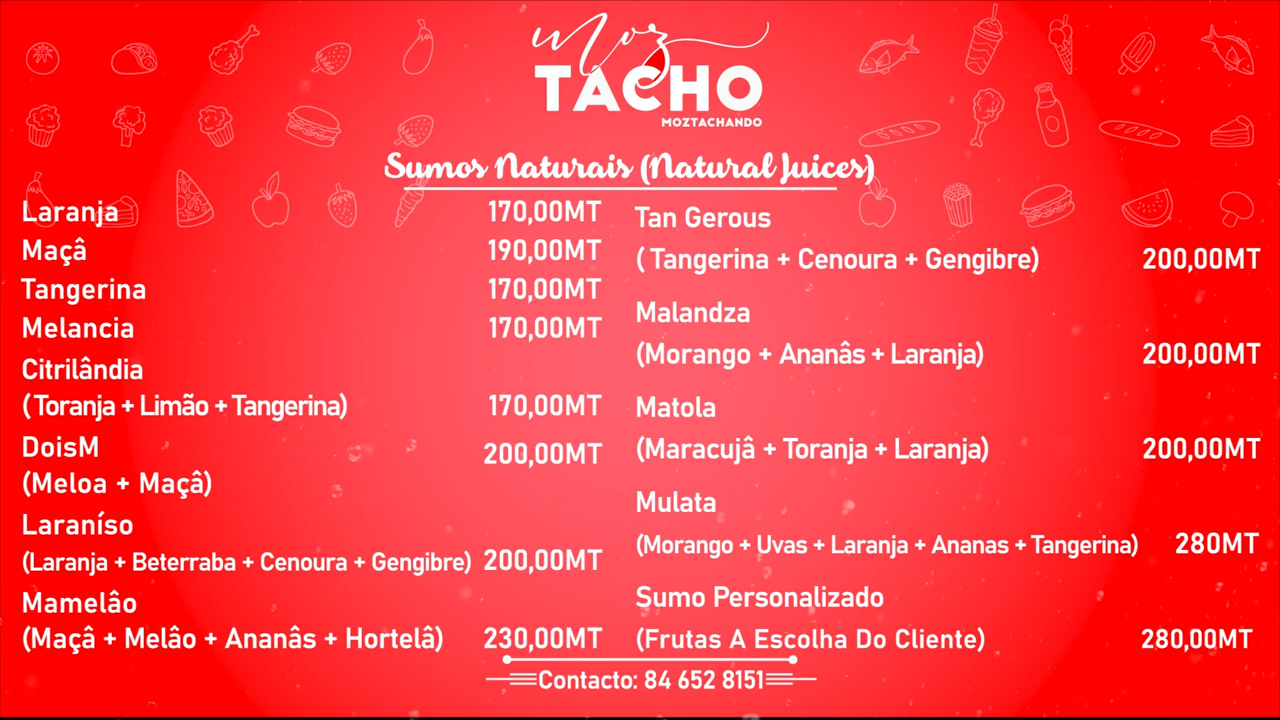 Moz
TACHO
MOZTACHANDO
Sumos Naturais (Natural Juices)
Laranja 170,00MT
Maçâ 190,00MT
Tangerina 170,00MT
Melancia 170,00MT
Citrilândia
( Toranja + Limão + Tangerina) 170,00MT
DoisM 200,00MT
(Meloa + Maçâ)
Laraníso
(Laranja + Beterraba + Cenoura + Gengibre) 200,00MT
Mamelâo
(Maçâ + Melâo + Ananâs + Hortelâ) 230,00MT
Tan Gerous
( Tangerina + Cenoura + Gengibre) 200,00MT
Malandza
(Morango + Ananâs + Laranja) 200,00MT
Matola
(Maracujâ + Toranja + Laranja) 200,00MT
Mulata
(Morango + Uvas + Laranja + Ananas + Tangerina) 280MT
Sumo Personalizado
(Frutas A Escolha Do Cliente) 280,00MT
Contacto: 84 652 8151